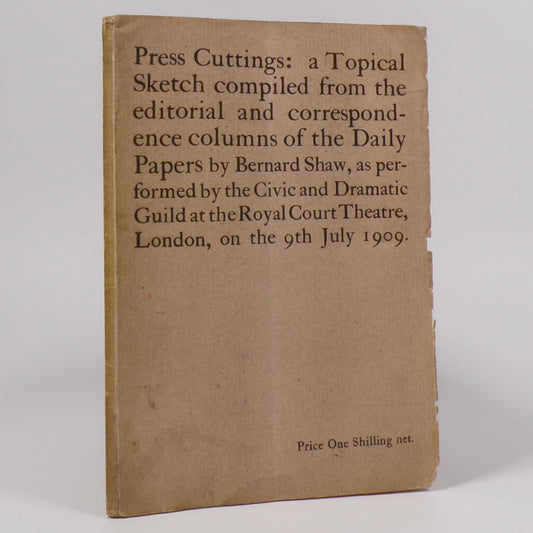 Press Cuttings: a Topical
Sketch compiled from the
editorial and correspond-
ence columns of the Daily
Papers by Bernard Shaw, as per-
formed by the Civic and Dramatic
Guild at the Royal Court Theatre,
London, on the 9th July 1909.
Price One Shilling net.